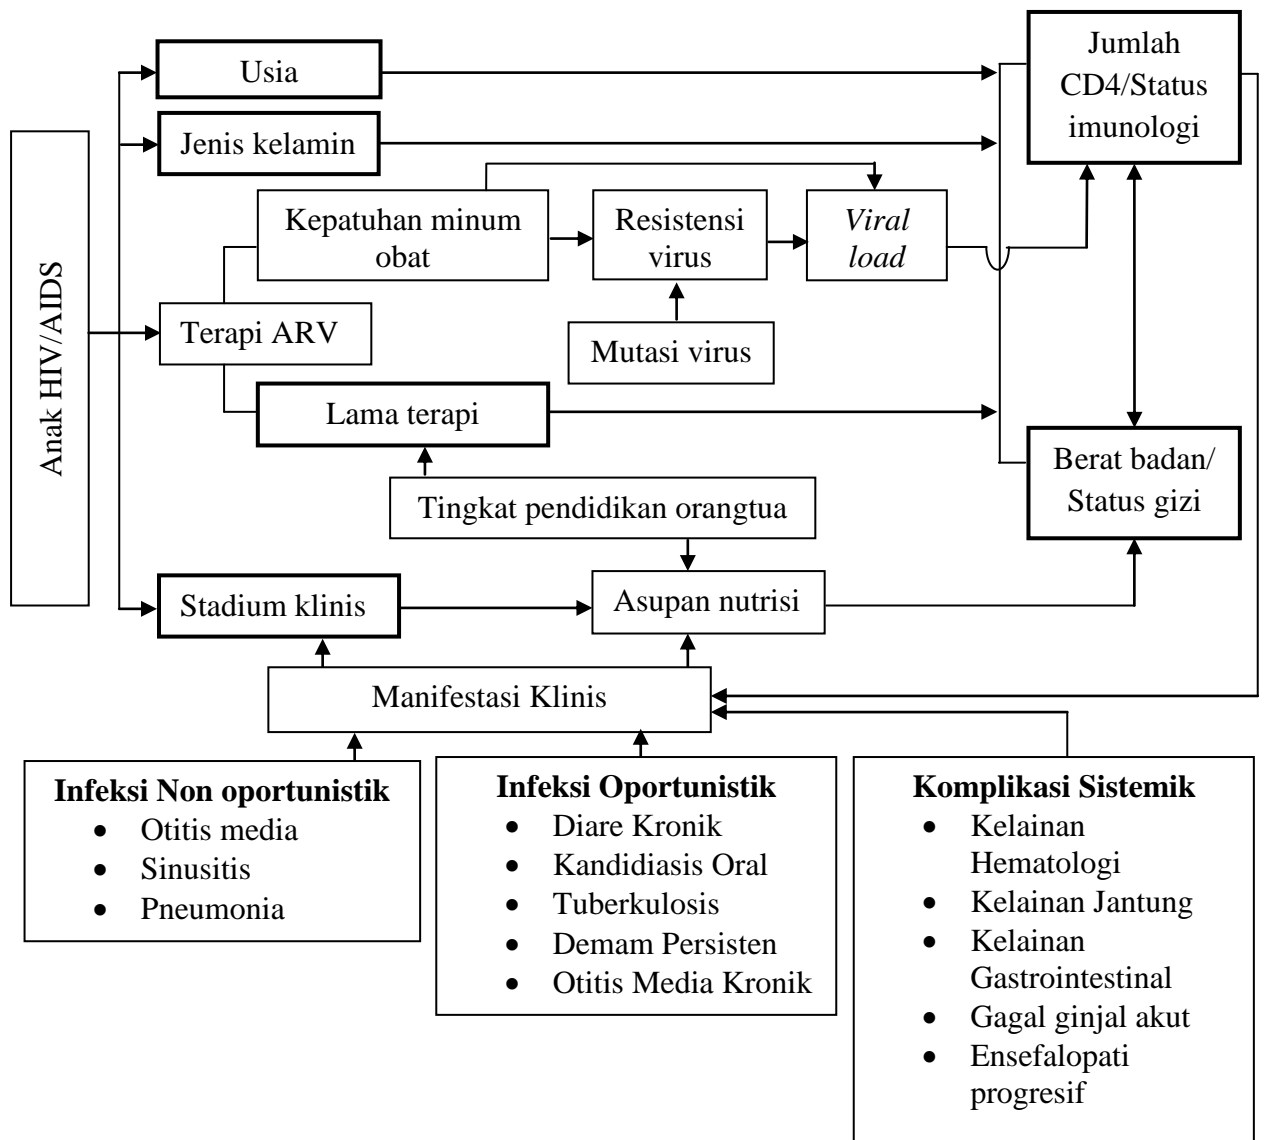 Usia
Jumlah
CD4/Status
imunologi
Jenis kelamin
Anak HIV/AIDS
Kepatuhan minum
obat
Resistensi
virus
Viral
load
Terapi ARV
Mutasi virus
Lama terapi
Berat badan/
Status gizi
Tingkat pendidikan orangtua
Stadium klinis
Asupan nutrisi
Manifestasi Klinis
Infeksi Non oportunistik
• Otitis media
• Sinusitis
• Pneumonia
Infeksi Oportunistik
• Diare Kronik
• Kandidiasis Oral
• Tuberkulosis
• Demam Persisten
• Otitis Media Kronik
Komplikasi Sistemik
• Kelainan
Hematologi
• Kelainan Jantung
• Kelainan
Gastrointestinal
• Gagal ginjal akut
• Ensefalopati
progresif